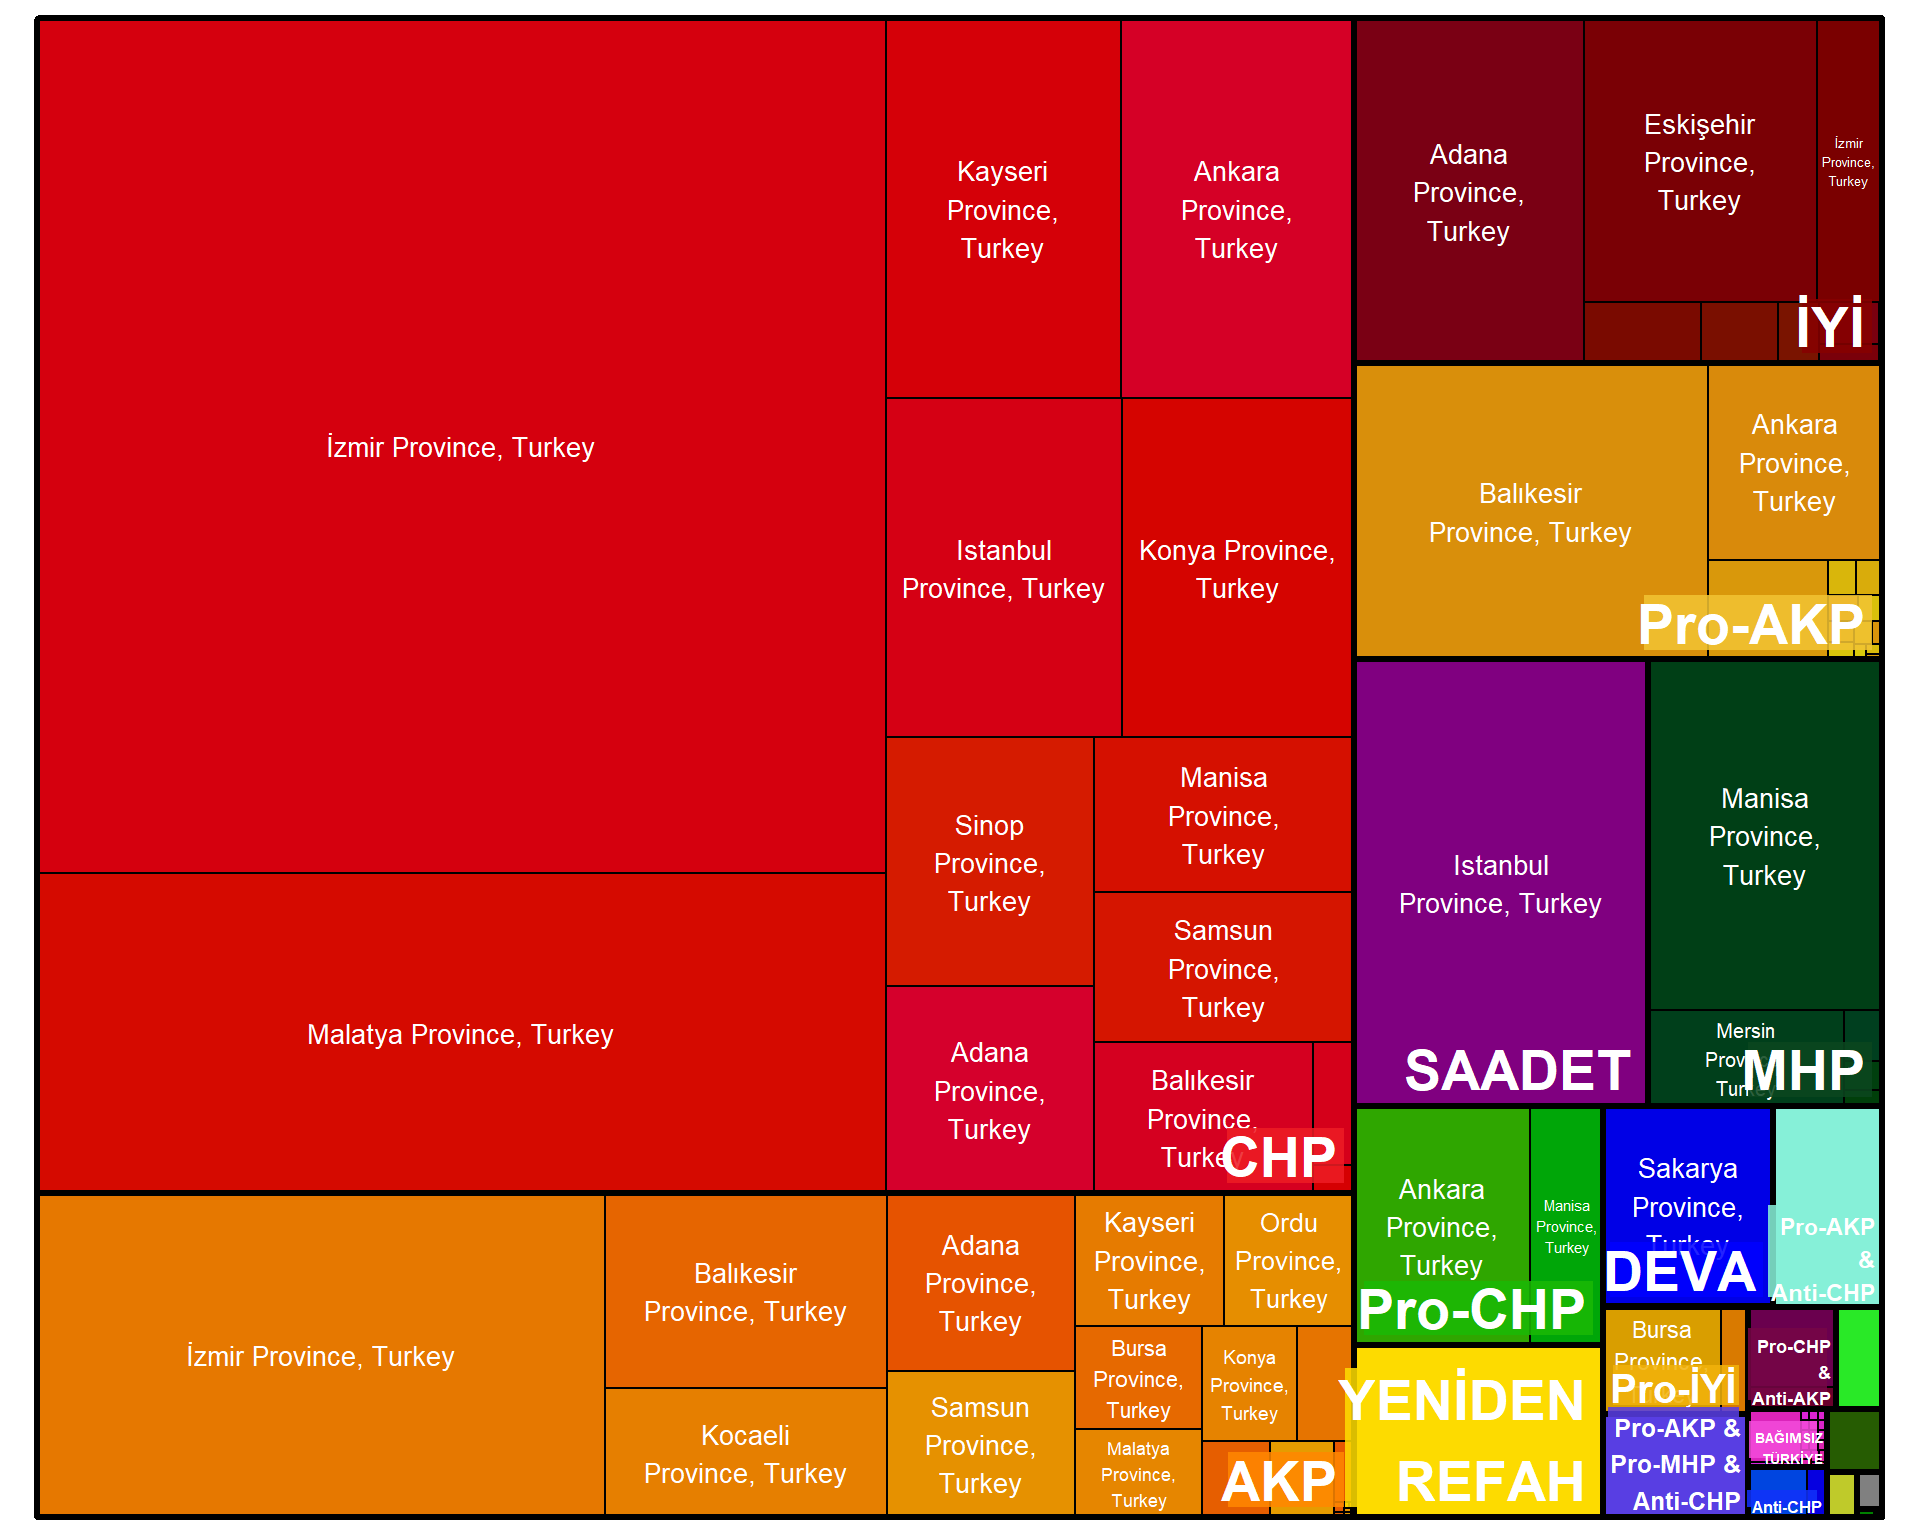 İzmir Province, Turkey
Malatya Province, Turkey
Kayseri
Province,
Turkey
Ankara
Province,
Turkey
Istanbul
Province, Turkey
Konya Province,
Turkey
Sinop
Province,
Turkey
Manisa
Province,
Turkey
Samsun
Province,
Turkey
Adana
Province,
Turkey
Balıkesir
Province,
Turkey
CHP
İzmir Province, Turkey
Balıkesir
Province, Turkey
Kocaeli
Province, Turkey
Adana
Province,
Turkey
Samsun
Province,
Turkey
Kayseri
Province,
Turkey
Ordu
Province,
Turkey
Bursa
Province,
Turkey
Konya
Province,
Turkey
Malatya
Province,
Turkey
AKP
Adana
Province,
Turkey
Eskişehir
Province,
Turkey
İzmir
Province,
Turkey
İYİ
Balıkesir
Province, Turkey
Ankara
Province,
Turkey
Pro-AKP
Istanbul
Province, Turkey
SAADET
Manisa
Province,
Turkey
Mersin
Province,
Turkey
MHP
Ankara
Province,
Turkey
Manisa
Province,
Turkey
Pro-CHP
Sakarya
Province,
Turkey
DEVA
Pro-AKP
&
Anti-CHP
YENİDEN
REFAH
Bursa
Province,
Pro-İYİ
Pro-CHP
&
Anti-AKP
Pro-AKP &
Pro-MHP &
Anti-CHP
BAĞIMSIZ
TÜRKİYE
Anti-CHP